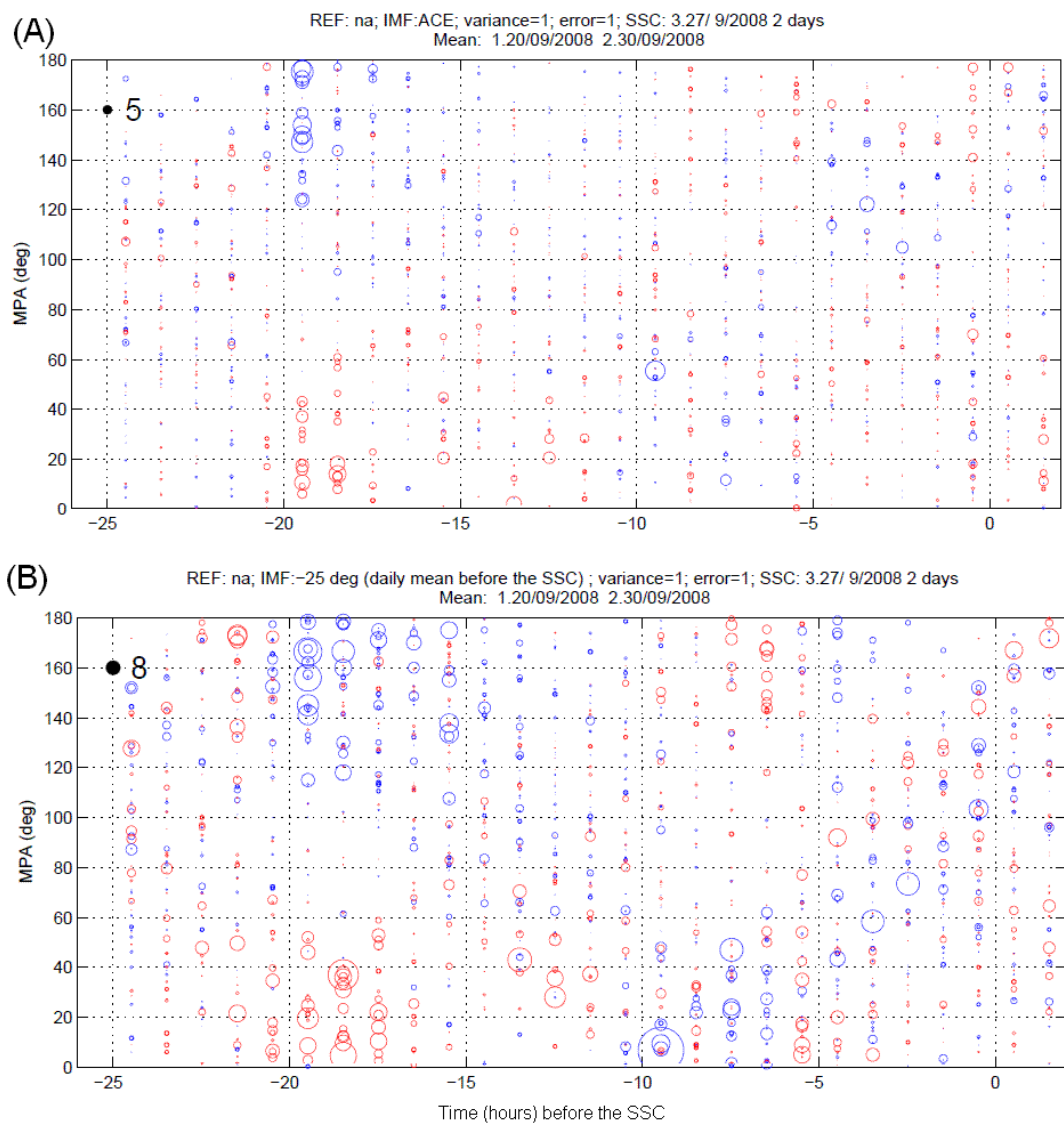 (A)
REF: na; IMF:ACE; variance=1; error=1; SSC: 3.27/ 9/2008 2 days
Mean: 1.20/09/2008 2.30/09/2008
MPA (deg)
180
160
140
120
100
80
60
40
20
0
5
−25 −20 −15 −10 −5 0
(B)
REF: na; IMF:−25 deg (daily mean before the SSC) ; variance=1; error=1; SSC: 3.27/ 9/2008 2 days
Mean: 1.20/09/2008 2.30/09/2008
MPA (deg)
180
160
140
120
100
80
60
40
20
0
8
−25 −20 −15 −10 −5 0
Time (hours) before the SSC